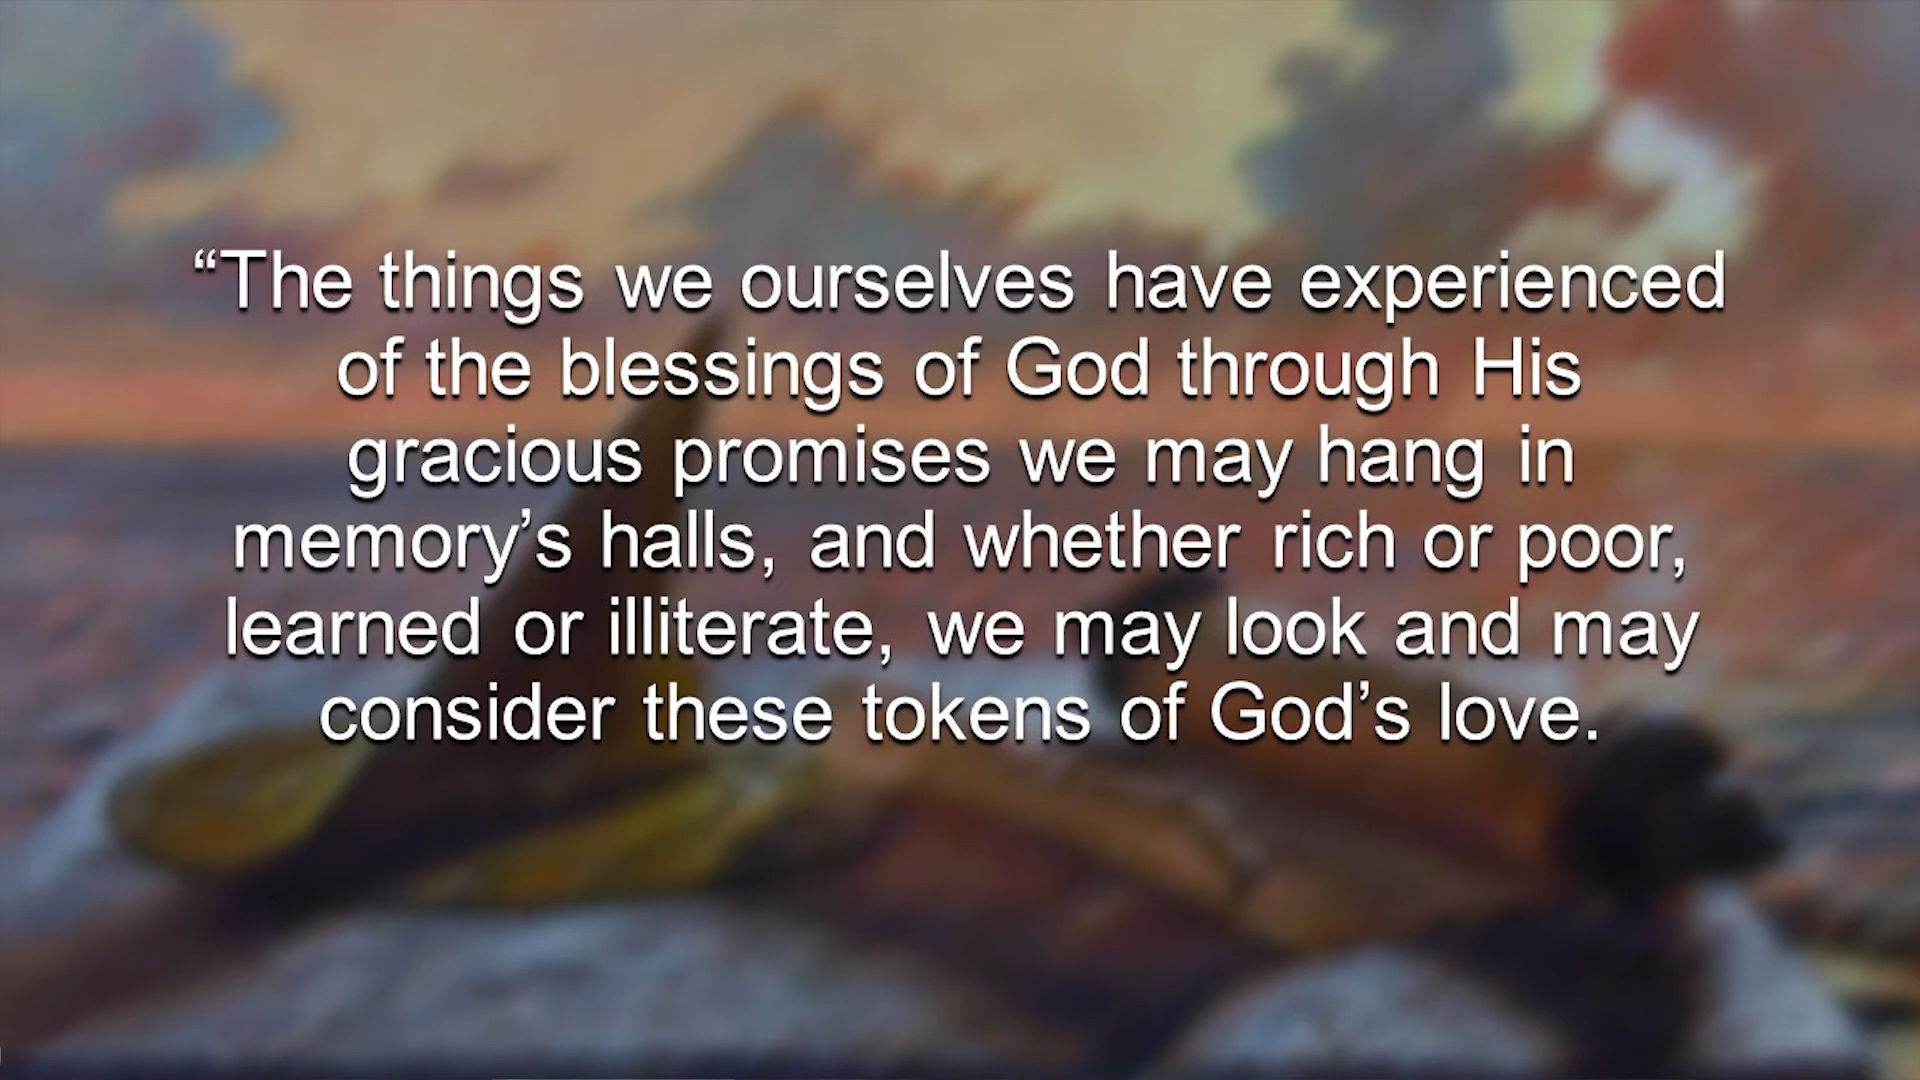 “The things we ourselves have experienced
of the blessings of God through His
gracious promises we may hang in
memory’s halls, and whether rich or poor,
learned or illiterate, we may look and may
consider these tokens of God’s love.